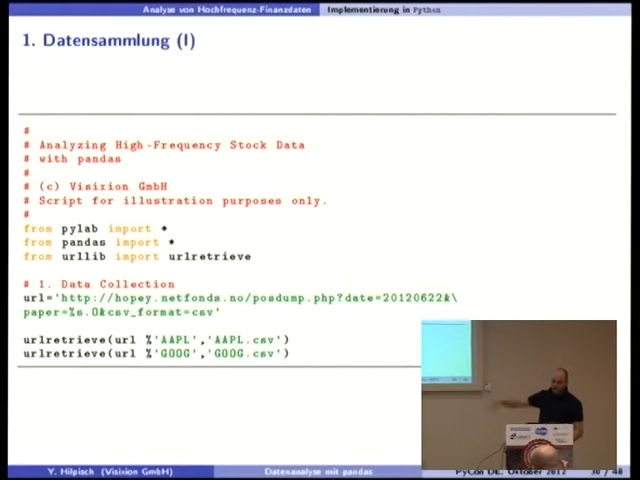 Analyse von Hochfrequenz-Finanzdaten Implementierung in Python
1. Datensammlung (I)
#
# Analyzing High-Frequency Stock Data
# with pandas
#
# (c) Visixion GmbH
# Script for illustration purposes only.
#
from pylab import *
from pandas import *
from urllib import urlretrieve
# 1. Data Collection
url='http://hopey.netfonds.no/posdump.php?date=20120622&\
paper=%s.O&csv_format=csv'
urlretrieve(url %'AAPL','AAPL.csv')
urlretrieve(url %'GOOG','GOOG.csv')
Y. Hilpisch (Visixion GmbH) Datenanalyse mit pandas PyCon DE, Oktober 2012 30 / 48